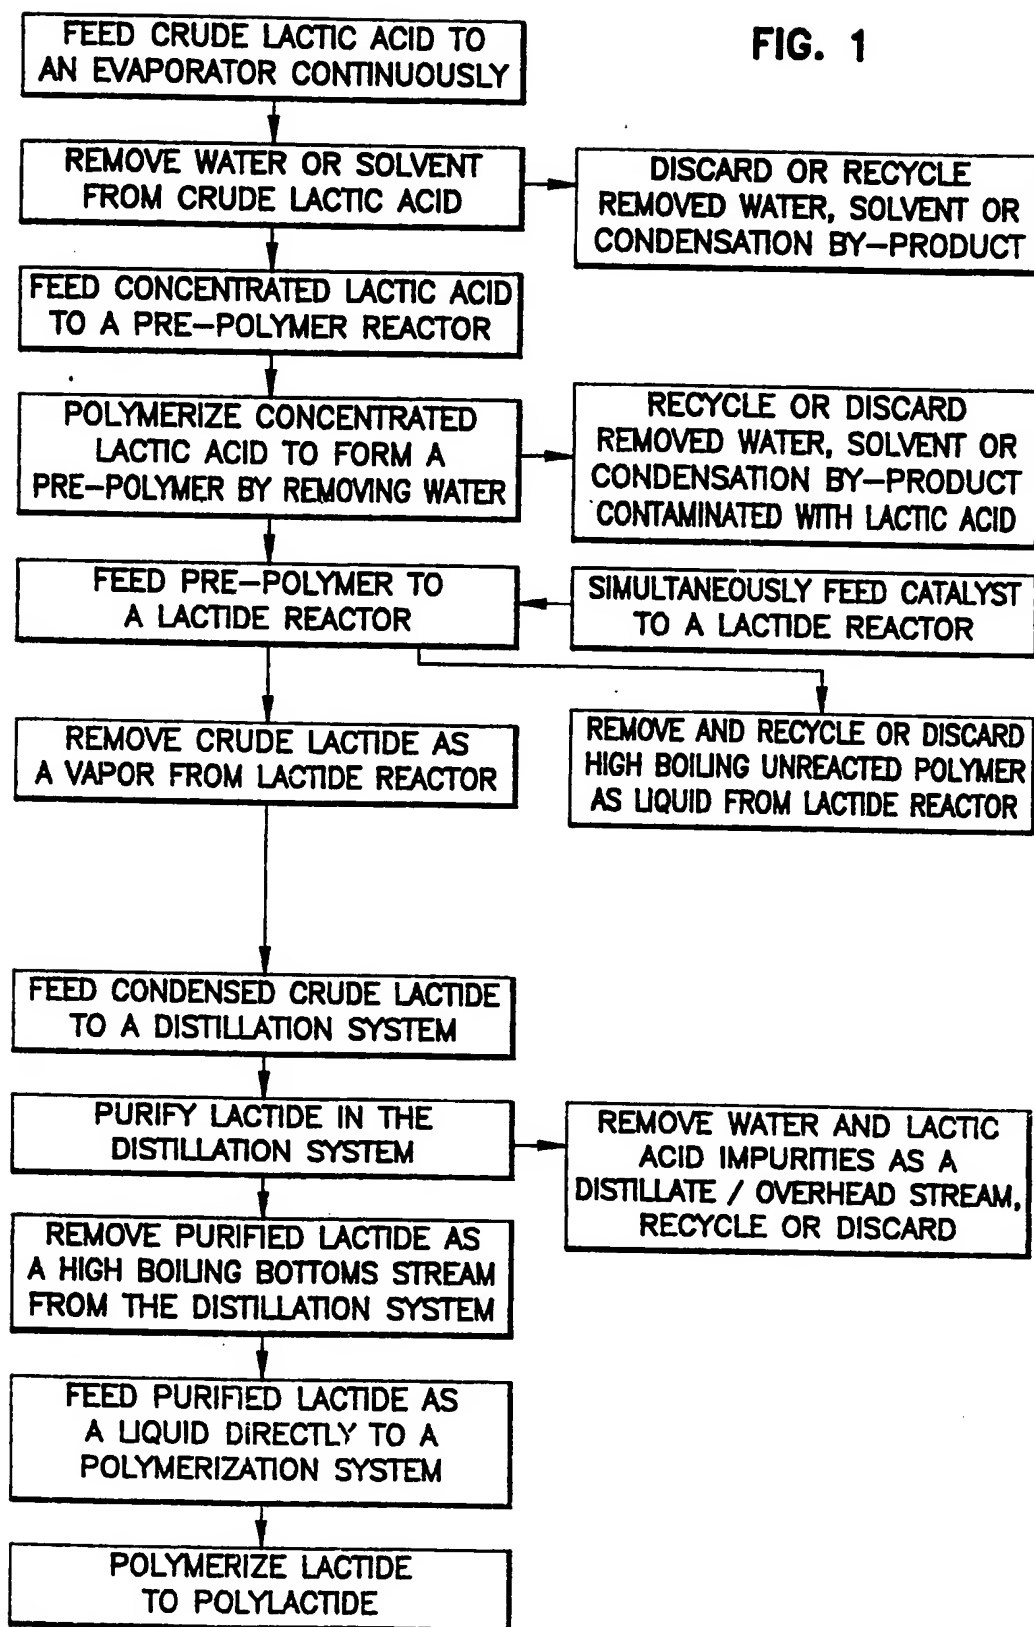 FIG. 1
FEED CRUDE LACTIC ACID TO
AN EVAPORATOR CONTINUOUSLY
REMOVE WATER OR SOLVENT
FROM CRUDE LACTIC ACID
DISCARD OR RECYCLE
REMOVED WATER, SOLVENT OR
CONDENSATION BY-PRODUCT
FEED CONCENTRATED LACTIC ACID
TO A PRE-POLYMER REACTOR
POLYMERIZE CONCENTRATED
LACTIC ACID TO FORM A
PRE-POLYMER BY REMOVING WATER
RECYCLE OR DISCARD
REMOVED WATER, SOLVENT OR
CONDENSATION BY-PRODUCT
CONTAMINATED WITH LACTIC ACID
FEED PRE-POLYMER TO
A LACTIDE REACTOR
SIMULTANEOUSLY FEED CATALYST
TO A LACTIDE REACTOR
REMOVE CRUDE LACTIDE AS
A VAPOR FROM LACTIDE REACTOR
REMOVE AND RECYCLE OR DISCARD
HIGH BOILING UNREACTED POLYMER
AS LIQUID FROM LACTIDE REACTOR
FEED CONDENSED CRUDE LACTIDE
TO A DISTILLATION SYSTEM
PURIFY LACTIDE IN THE
DISTILLATION SYSTEM
REMOVE WATER AND LACTIC
ACID IMPURITIES AS A
DISTILLATE / OVERHEAD STREAM,
RECYCLE OR DISCARD
REMOVE PURIFIED LACTIDE AS
A HIGH BOILING BOTTOMS STREAM
FROM THE DISTILLATION SYSTEM
FEED PURIFIED LACTIDE AS
A LIQUID DIRECTLY TO A
POLYMERIZATION SYSTEM
POLYMERIZE LACTIDE
TO POLYLACTIDE